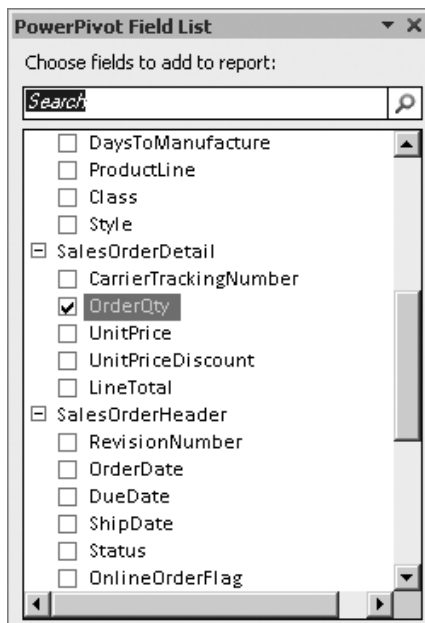 PowerPivot Field List
Choose fields to add to report:
Search
DaysToManufacture
ProductLine
Class
Style
SalesOrderDetail
CarrierTrackingNumber
OrderQty
UnitPrice
UnitPriceDiscount
LineTotal
SalesOrderHeader
RevisionNumber
OrderDate
DueDate
ShipDate
Status
OnlineOrderFlag